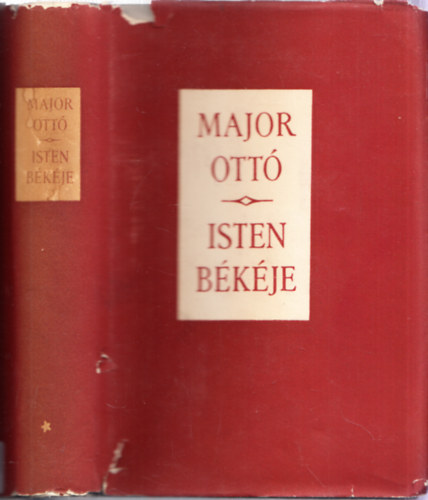 MAJOR
OTTÓ
ISTEN
BÉKÉJE
MAJOR
OTTÓ
ISTEN
BÉKÉJE